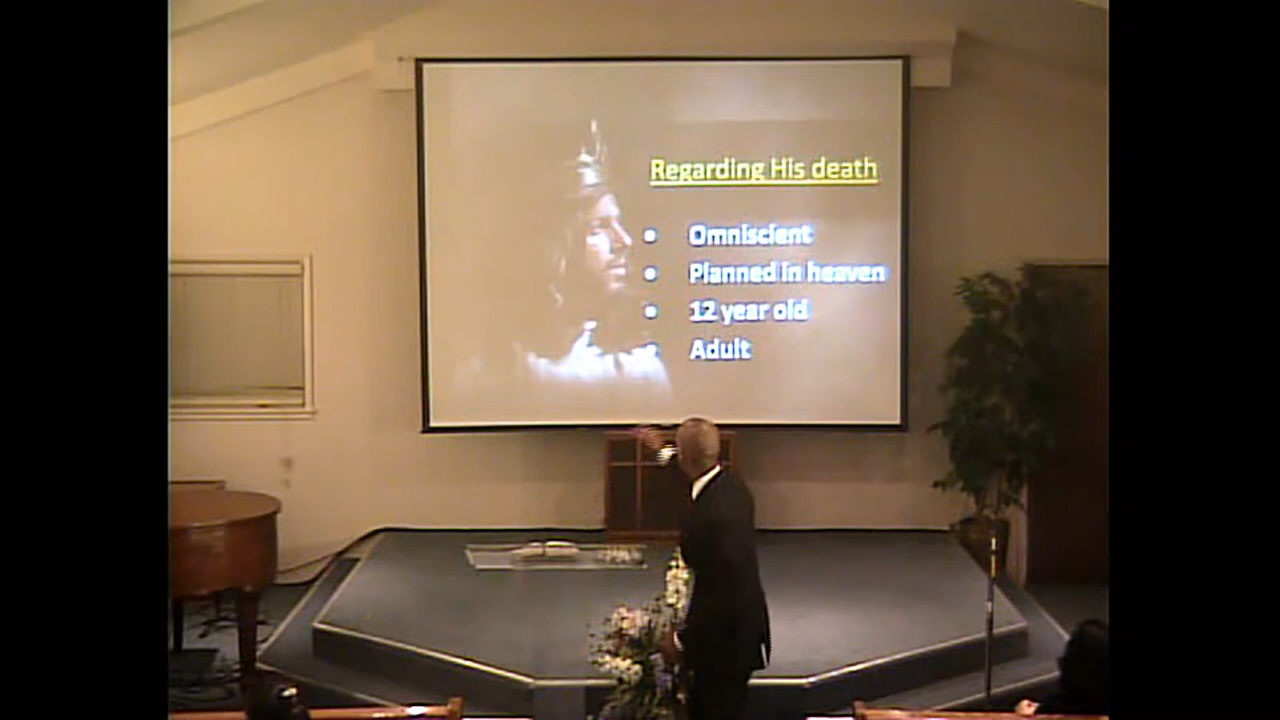 Regarding His death
• Omniscient
• Planned in heaven
• 12 year old
• Adult